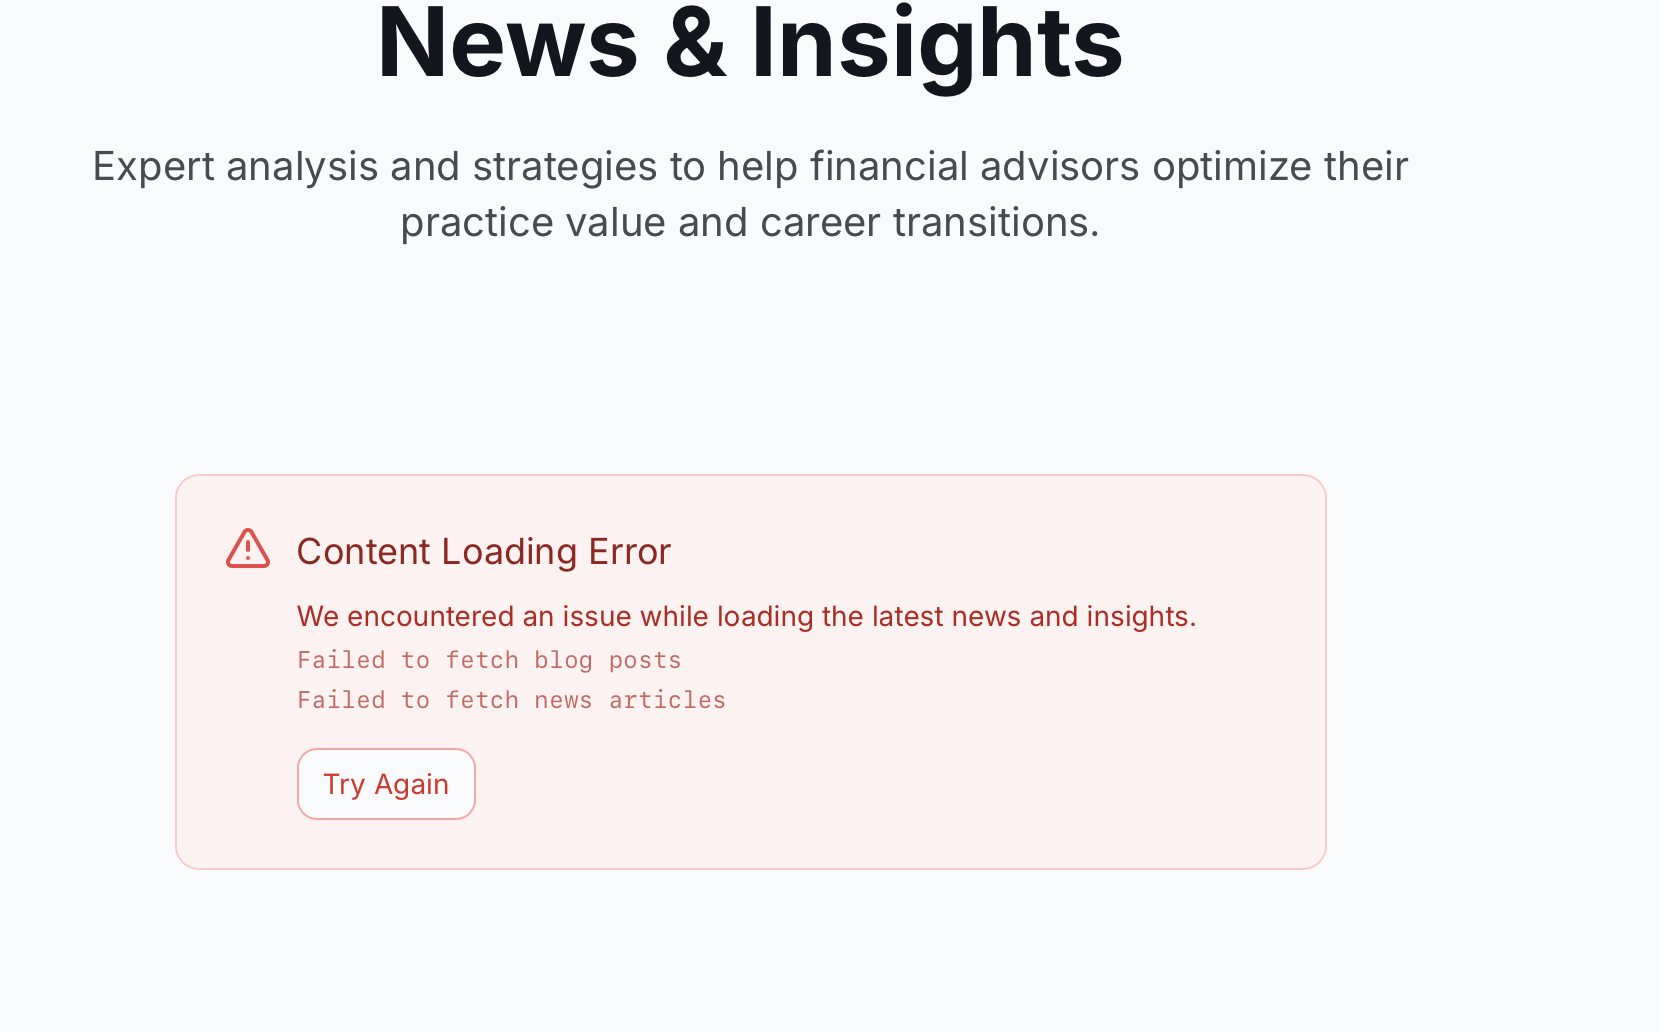 News & Insights
Expert analysis and strategies to help financial advisors optimize their
practice value and career transitions.
Content Loading Error
We encountered an issue while loading the latest news and insights.
Failed to fetch blog posts
Failed to fetch news articles
Try Again